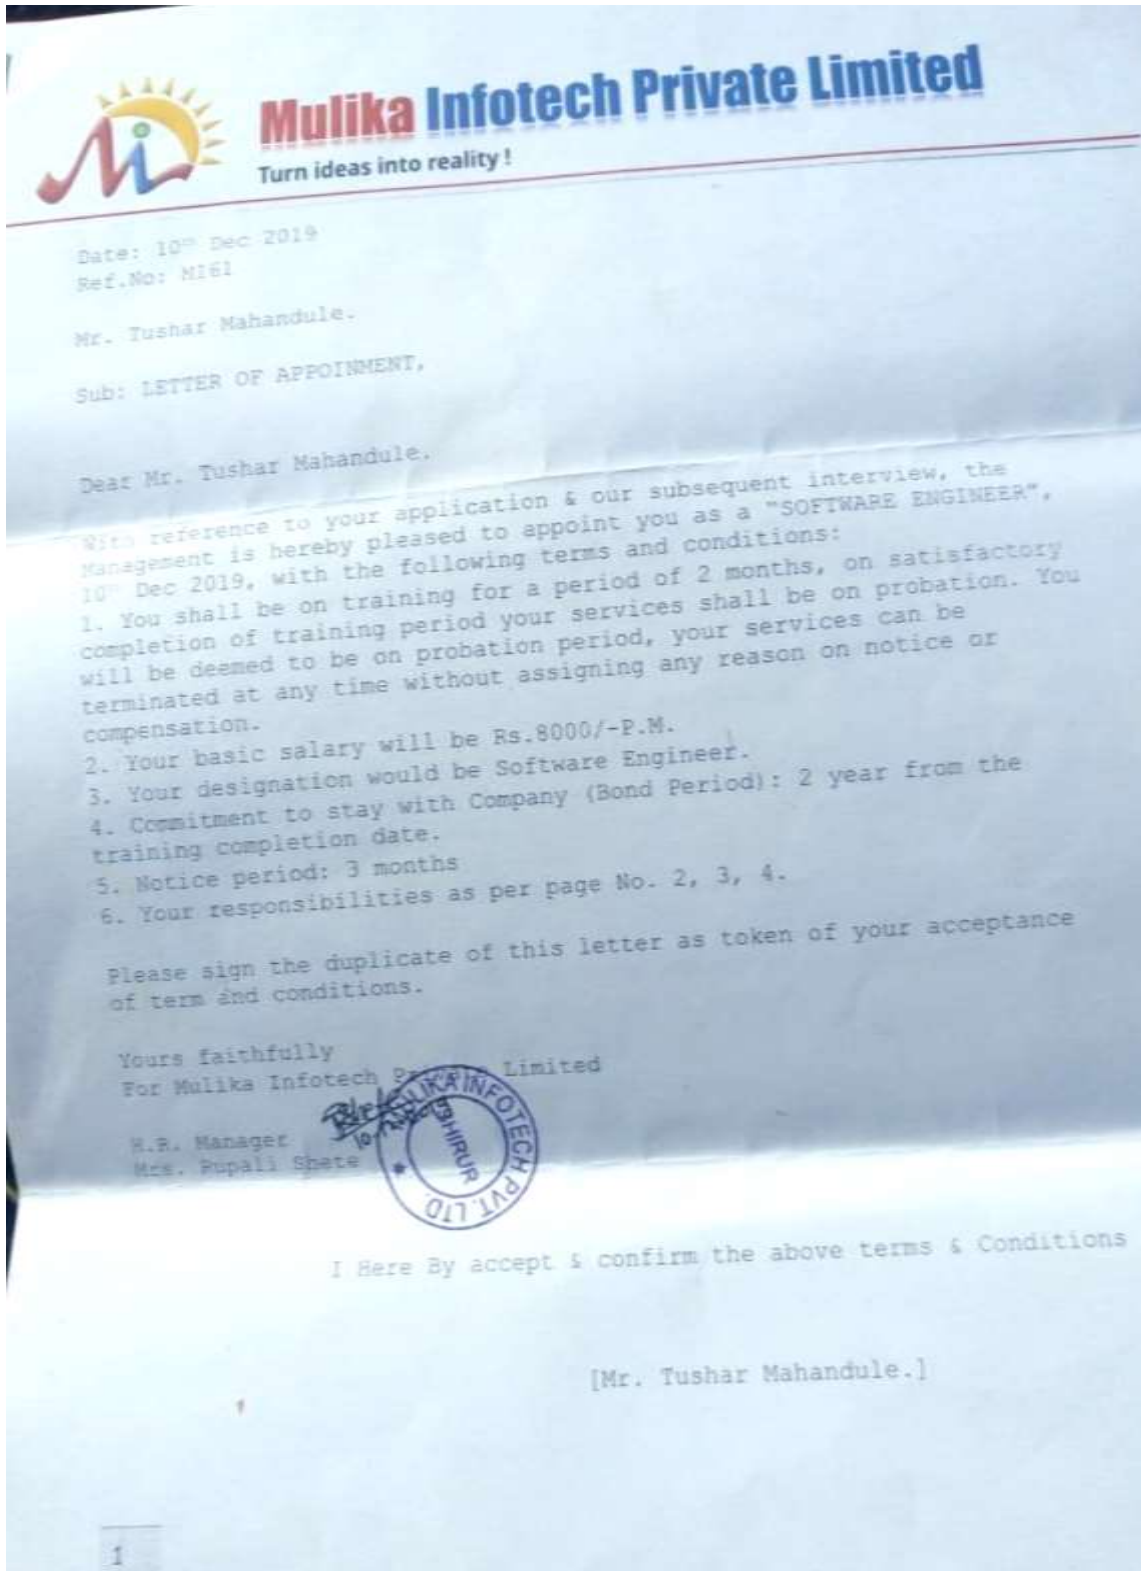 Mulika Infotech Private Limited
Turn ideas into reality !
Date: 10th Dec 2019
Ref.No: MI61
Mr. Tushar Mahandule.
Sub: LETTER OF APPOINMENT,
Dear Mr. Tushar Mahandule.
With reference to your application & our subsequent interview, the
Management is hereby pleased to appoint you as a "SOFTWARE ENGINEER",
10th Dec 2019, with the following terms and conditions:
1. You shall be on training for a period of 2 months, on satisfactory
completion of training period your services shall be on probation. You
will be deemed to be on probation period, your services can be
terminated at any time without assigning any reason on notice or
compensation.
2. Your basic salary will be Rs.8000/-P.M.
3. Your designation would be Software Engineer.
4. Commitment to stay with Company (Bond Period): 2 year from the
training completion date.
5. Notice period: 3 months
6. Your responsibilities as per page No. 2, 3, 4.
Please sign the duplicate of this letter as token of your acceptance
of term and conditions.
Yours faithfully
For Mulika Infotech Private Limited
H.R. Manager
Mrs. Rupali Shete
MULIKA INFOTECH PVT. LTD.
SHIRUR
I Here By accept & confirm the above terms & Conditions
[Mr. Tushar Mahandule.]
1